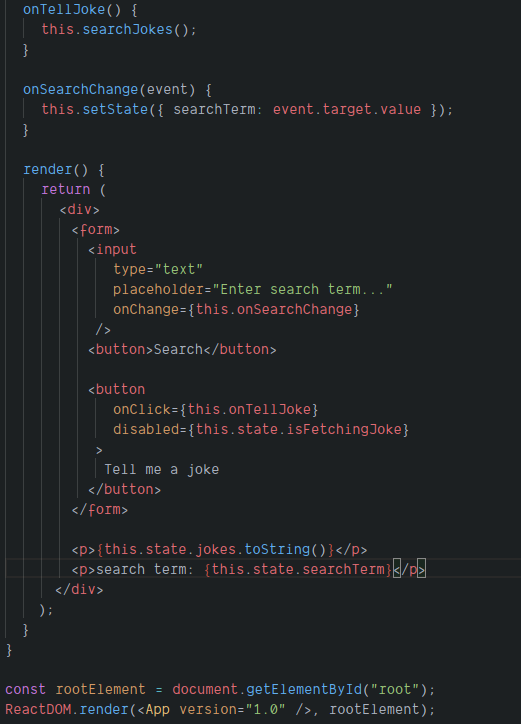 onTellJoke() {
this.searchJokes();
}
onSearchChange(event) {
this.setState({ searchTerm: event.target.value });
}
render() {
return (
<div>
<form>
<input
type="text"
placeholder="Enter search term..."
onChange={this.onSearchChange}
/>
<button>Search</button>
<button
onClick={this.onTellJoke}
disabled={this.state.isFetchingJoke}
>
Tell me a joke
</button>
</form>
<p>{this.state.jokes.toString()}</p>
<p>search term: {this.state.searchTerm}</p>
</div>
);
}
}
const rootElement = document.getElementById("root");
ReactDOM.render(<App version="1.0" />, rootElement);